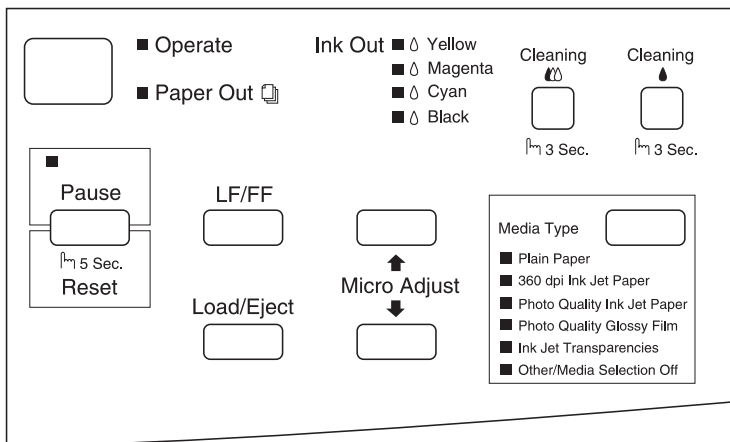 Operate
Paper Out
Ink Out
Yellow
Magenta
Cyan
Black
Cleaning
3 Sec.
Cleaning
3 Sec.
Pause
5 Sec.
Reset
LF/FF
Load/Eject
Micro Adjust
Media Type
Plain Paper
360 dpi Ink Jet Paper
Photo Quality Ink Jet Paper
Photo Quality Glossy Film
Ink Jet Transparencies
Other/Media Selection Off